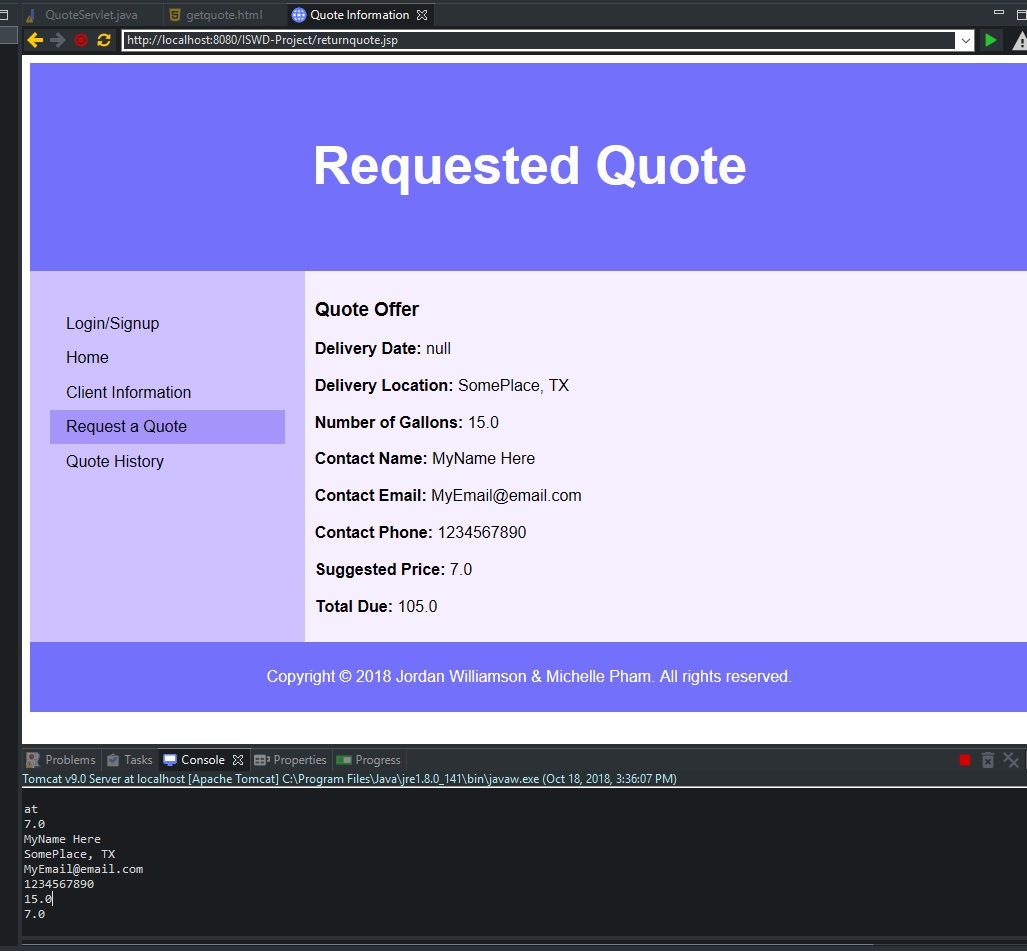 QuoteServlet.java getquote.html Quote Information
http://localhost:8080/ISWD-Project/returnquote.jsp
Requested Quote
Login/Signup
Home
Client Information
Request a Quote
Quote History
Quote Offer
Delivery Date: null
Delivery Location: SomePlace, TX
Number of Gallons: 15.0
Contact Name: MyName Here
Contact Email: MyEmail@email.com
Contact Phone: 1234567890
Suggested Price: 7.0
Total Due: 105.0
Copyright © 2018 Jordan Williamson & Michelle Pham. All rights reserved.
Problems Tasks Console Properties Progress
Tomcat v9.0 Server at localhost [Apache Tomcat] C:\Program Files\Java\jre1.8.0_141\bin\javaw.exe (Oct 18, 2018, 3:36:07 PM)
at
7.0
MyName Here
SomePlace, TX
MyEmail@email.com
1234567890
15.0
7.0